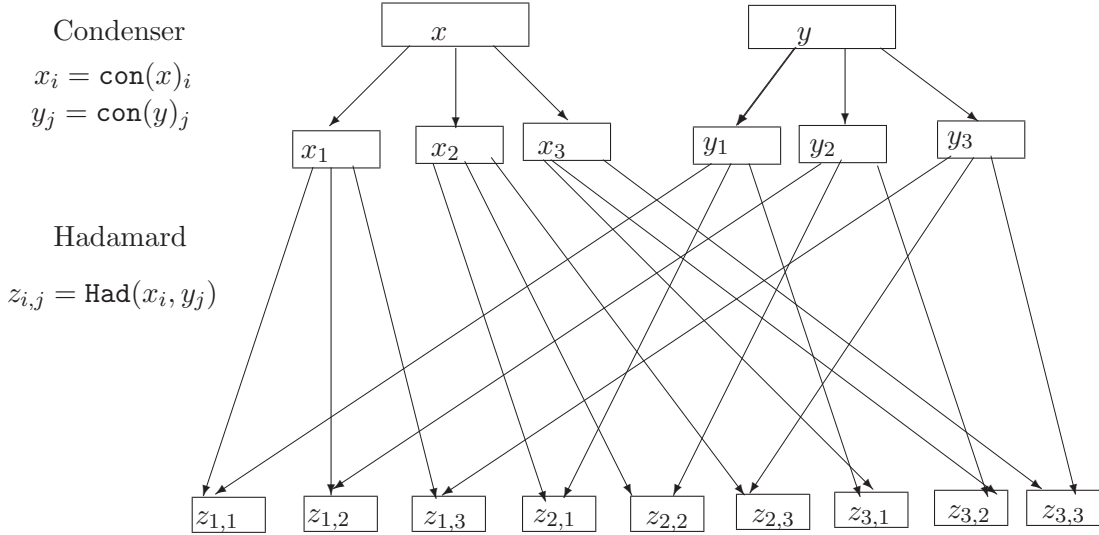 Condenser
x y
x_i = con(x)_i
y_j = con(y)_j
x_1 x_2 x_3 y_1 y_2 y_3
Hadamard
z_{i,j} = Had(x_i, y_j)
z_{1,1} z_{1,2} z_{1,3} z_{2,1} z_{2,2} z_{2,3} z_{3,1} z_{3,2} z_{3,3}